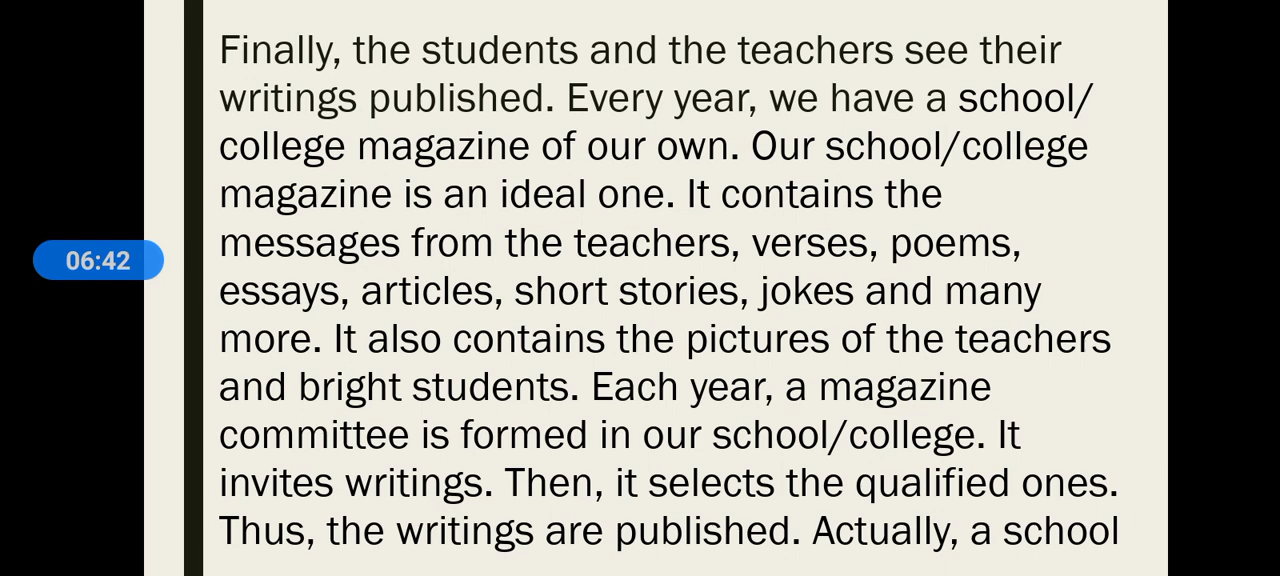 Finally, the students and the teachers see their
writings published. Every year, we have a school/
college magazine of our own. Our school/college
magazine is an ideal one. It contains the
messages from the teachers, verses, poems,
essays, articles, short stories, jokes and many
more. It also contains the pictures of the teachers
and bright students. Each year, a magazine
committee is formed in our school/college. It
invites writings. Then, it selects the qualified ones.
Thus, the writings are published. Actually, a school
06:42